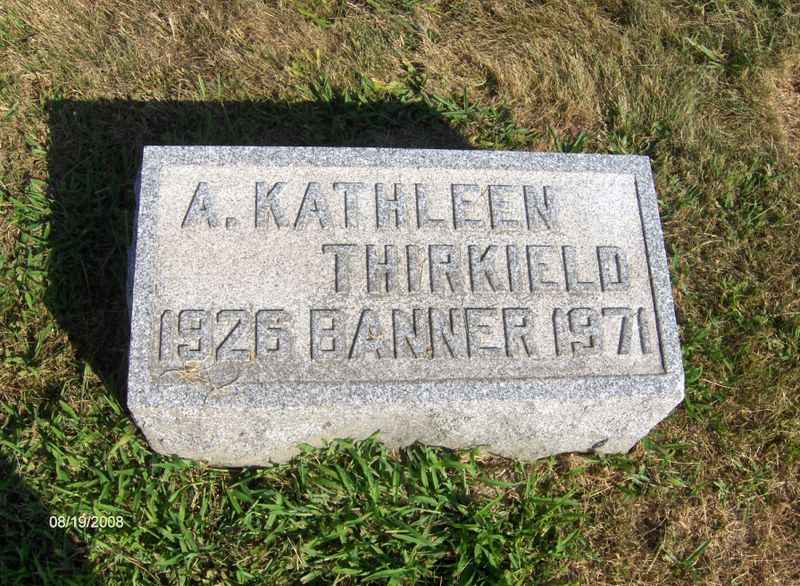 A. KATHLEEN
THIRKIELD
1926 BANNER 1971
08/19/2008